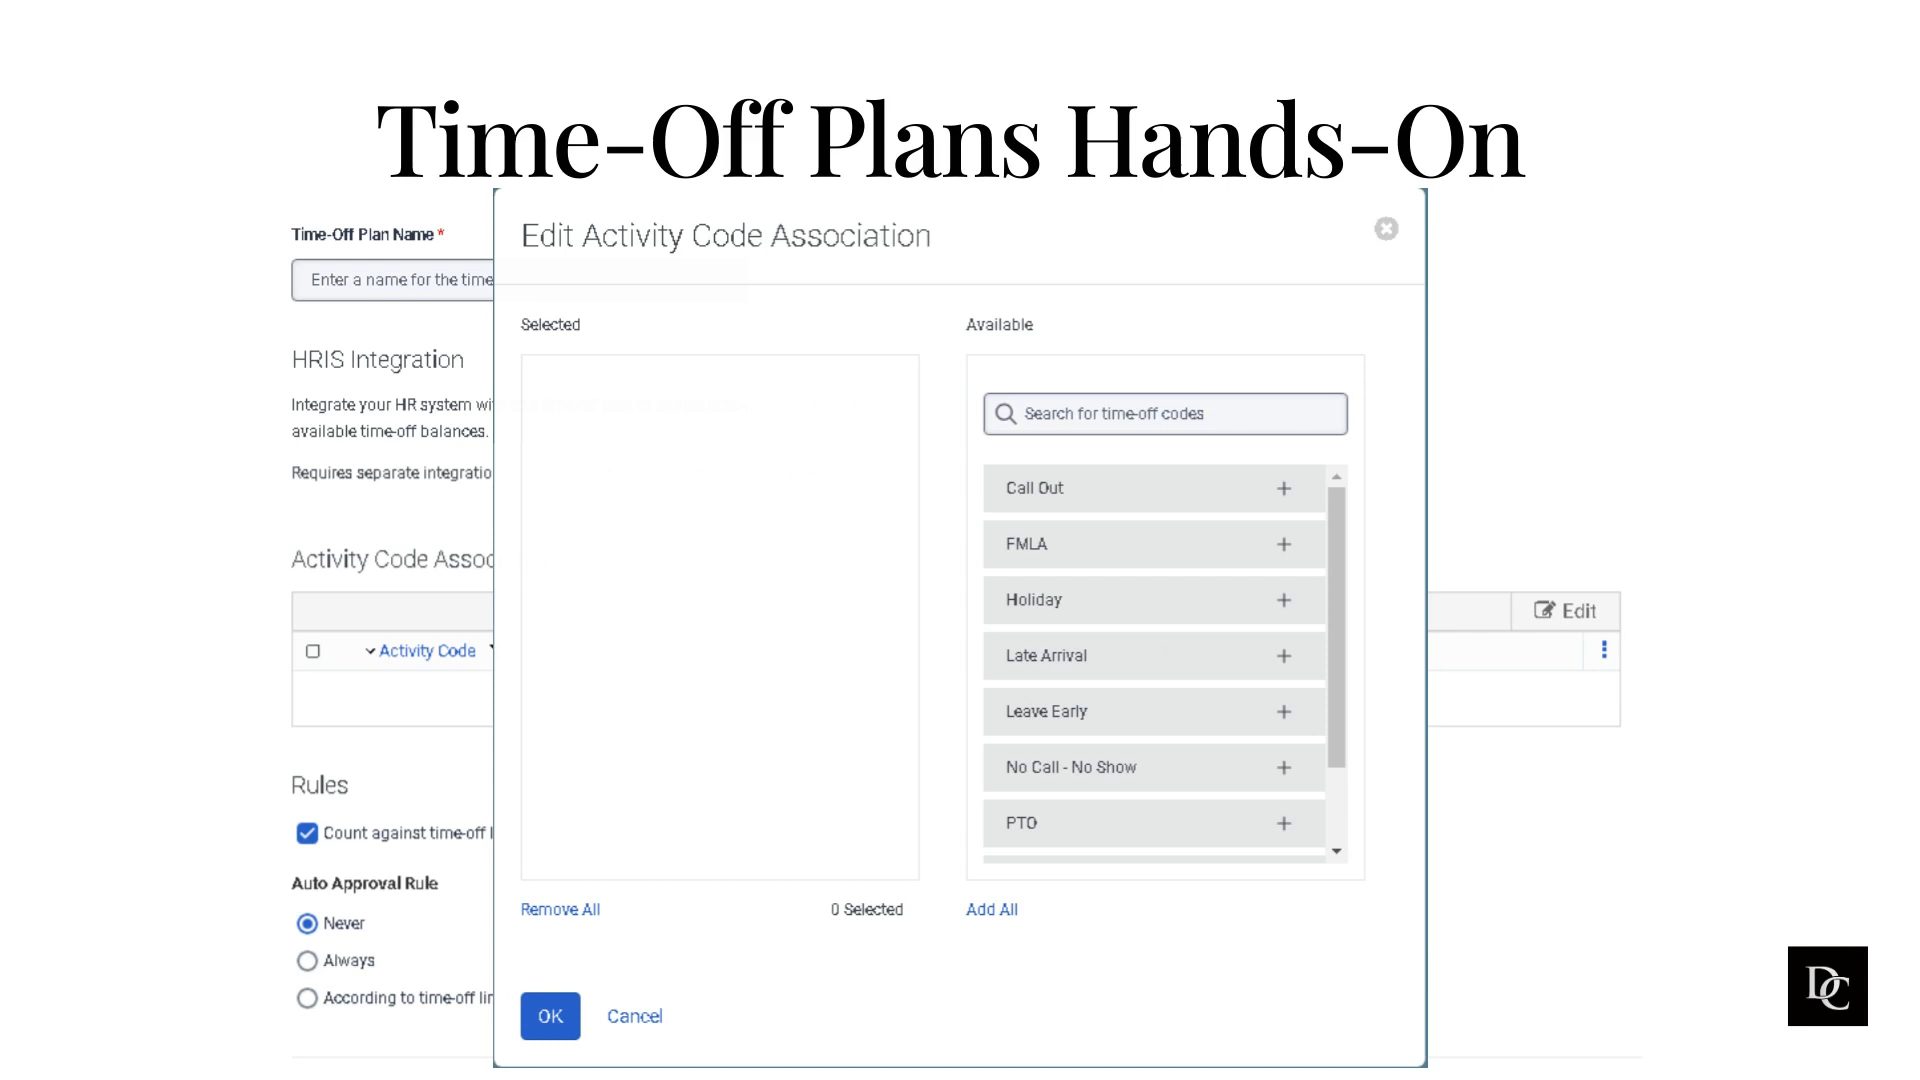 Time-Off Plans Hands-On
Time-Off Plan Name *
Enter a name for the time
HRIS Integration
Integrate your HR system
available time-off balances.
Requires separate
Activity Code
Activity Code
Edit
Rules
Count against time-off
Auto Approval Rule
Never
Always
According to time-off
Edit Activity Code Association
Selected
Remove All
0 Selected
Available
Search for time-off codes
Call Out +
FMLA +
Holiday +
Late Arrival +
Leave Early +
No Call - No Show +
PTO +
Add All
OK
Cancel
DC